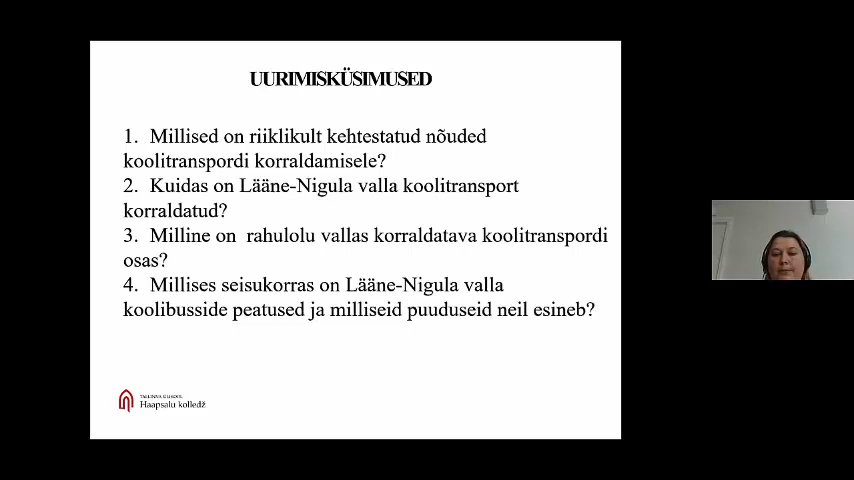 UURIMISKÜSIMUSED
1. Millised on riiklikult kehtestatud nõuded
koolitranspordi korraldamisele?
2. Kuidas on Lääne-Nigula valla koolitransport
korraldatud?
3. Milline on rahulolu vallas korraldatava koolitranspordi
osas?
4. Millises seisukorras on Lääne-Nigula valla
koolibusside peatused ja milliseid puuduseid neil esineb?
TALLINNA ÜLIKOOL
Haapsalu kolledž